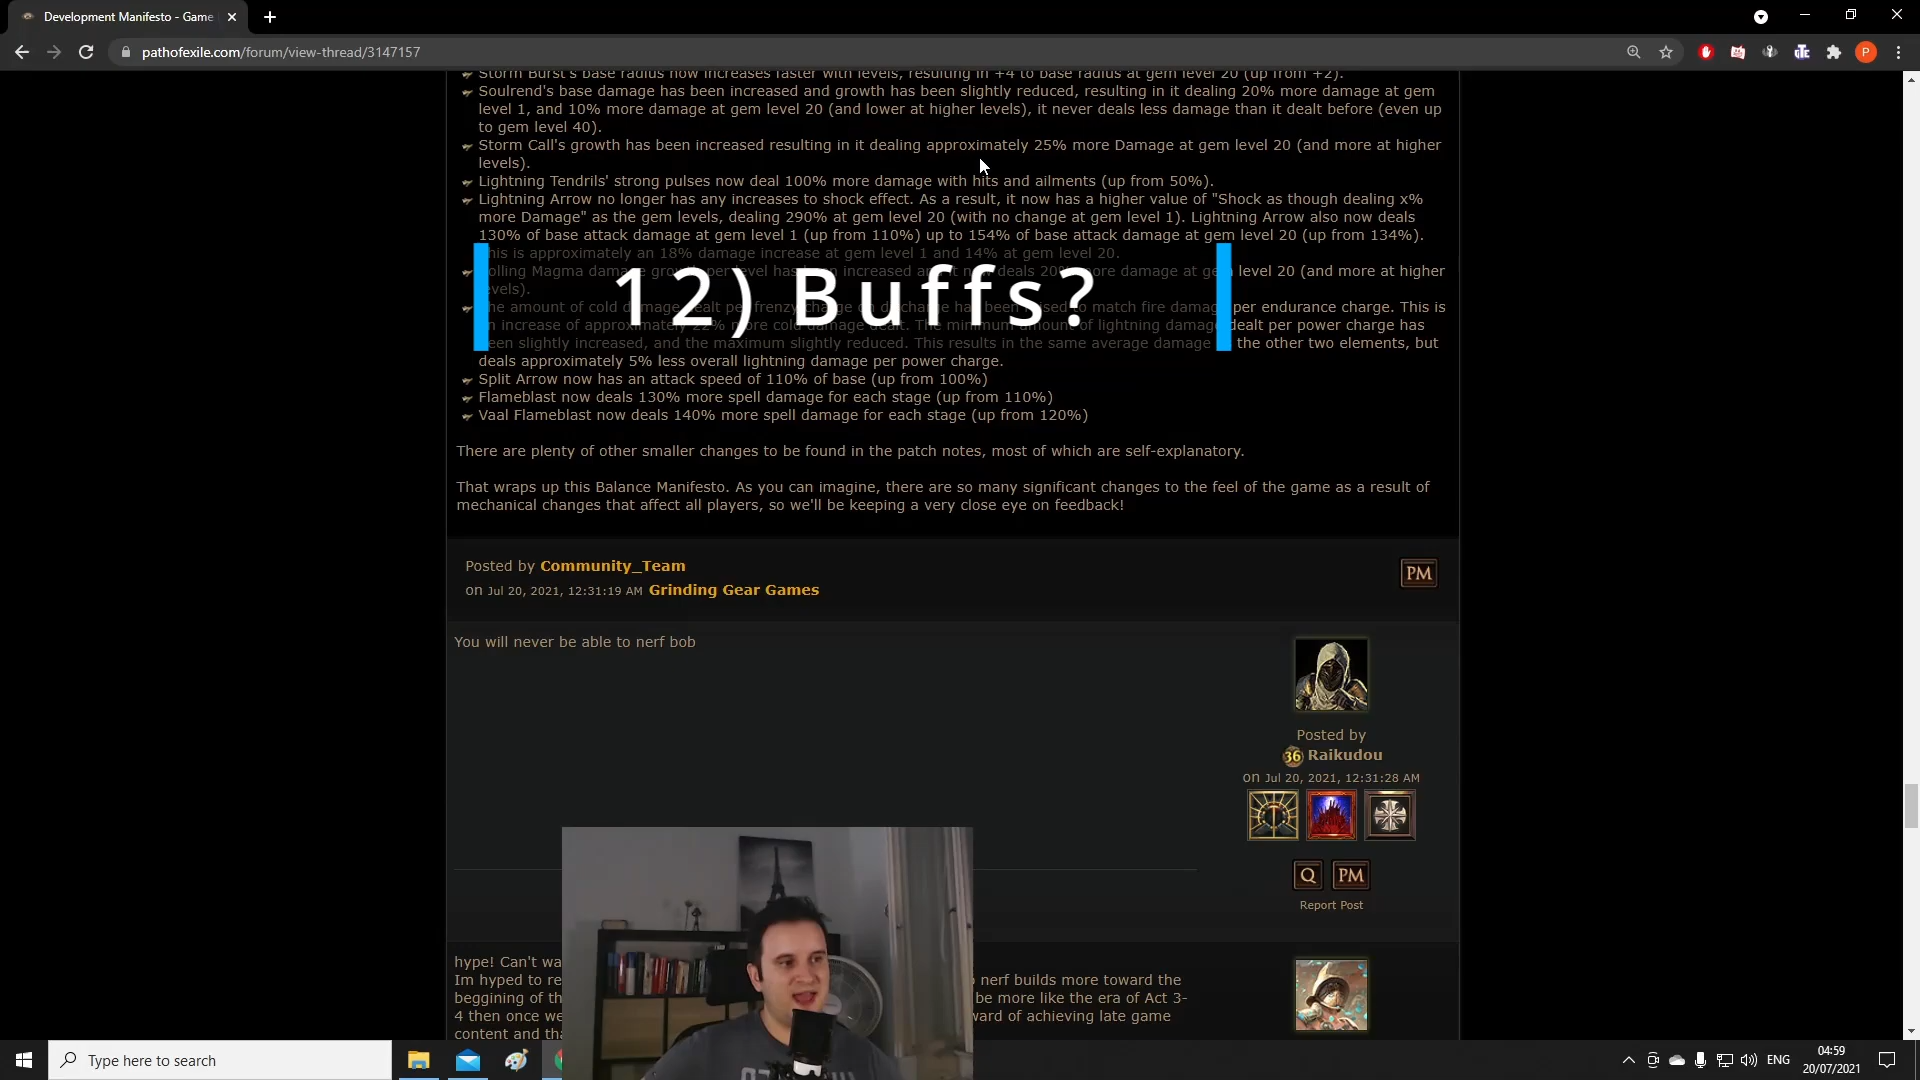 Development Manifesto - Game
pathofexile.com/forum/view-thread/3147157
Storm Burst's base radius now increases faster with levels, resulting in +4 to base radius at gem level 20 (up from +2).
Soulrend's base damage has been increased and growth has been slightly reduced, resulting in it dealing 20% more damage at gem
level 1, and 10% more damage at gem level 20 (and lower at higher levels), it never deals less damage than it dealt before (even up
to gem level 40).
Storm Call's growth has been increased resulting in it dealing approximately 25% more Damage at gem level 20 (and more at higher
levels).
Lightning Tendrils' strong pulses now deal 100% more damage with hits and ailments (up from 50%).
Lightning Arrow no longer has any increases to shock effect. As a result, it now has a higher value of "Shock as though dealing x%
more Damage" as the gem levels, dealing 290% at gem level 20 (with no change at gem level 1). Lightning Arrow also now deals
130% of base attack damage at gem level 1 (up from 110%) up to 154% of base attack damage at gem level 20 (up from 134%).
his is approximately an 18% damage increase at gem level 1 and 14% at gem level 20.
olling Magma damage growth per level has been increased and it now deals 20% more damage at gem level 20 (and more at higher
evels).
12) Buffs?
he amount of cold damage dealt per frenzy charge on discharge has been raised to match fire damage per endurance charge. This is
n increase of approximately 22% more cold damage dealt. The minimum amount of lightning damage dealt per power charge has
een slightly increased, and the maximum slightly reduced. This results in the same average damage the other two elements, but
deals approximately 5% less overall lightning damage per power charge.
Split Arrow now has an attack speed of 110% of base (up from 100%)
Flameblast now deals 130% more spell damage for each stage (up from 110%)
Vaal Flameblast now deals 140% more spell damage for each stage (up from 120%)
There are plenty of other smaller changes to be found in the patch notes, most of which are self-explanatory.
That wraps up this Balance Manifesto. As you can imagine, there are so many significant changes to the feel of the game as a result of
mechanical changes that affect all players, so we'll be keeping a very close eye on feedback!
Posted by Community_Team
on Jul 20, 2021, 12:31:19 AM Grinding Gear Games
PM
You will never be able to nerf bob
Posted by
36 Raikudou
on Jul 20, 2021, 12:31:28 AM
Q PM
Report Post
hype! Can't wa
Im hyped to re nerf builds more toward the
beggining of th be more like the era of Act 3-
4 then once we ward of achieving late game
content and th
Type here to search
ENG
04:59
20/07/2021